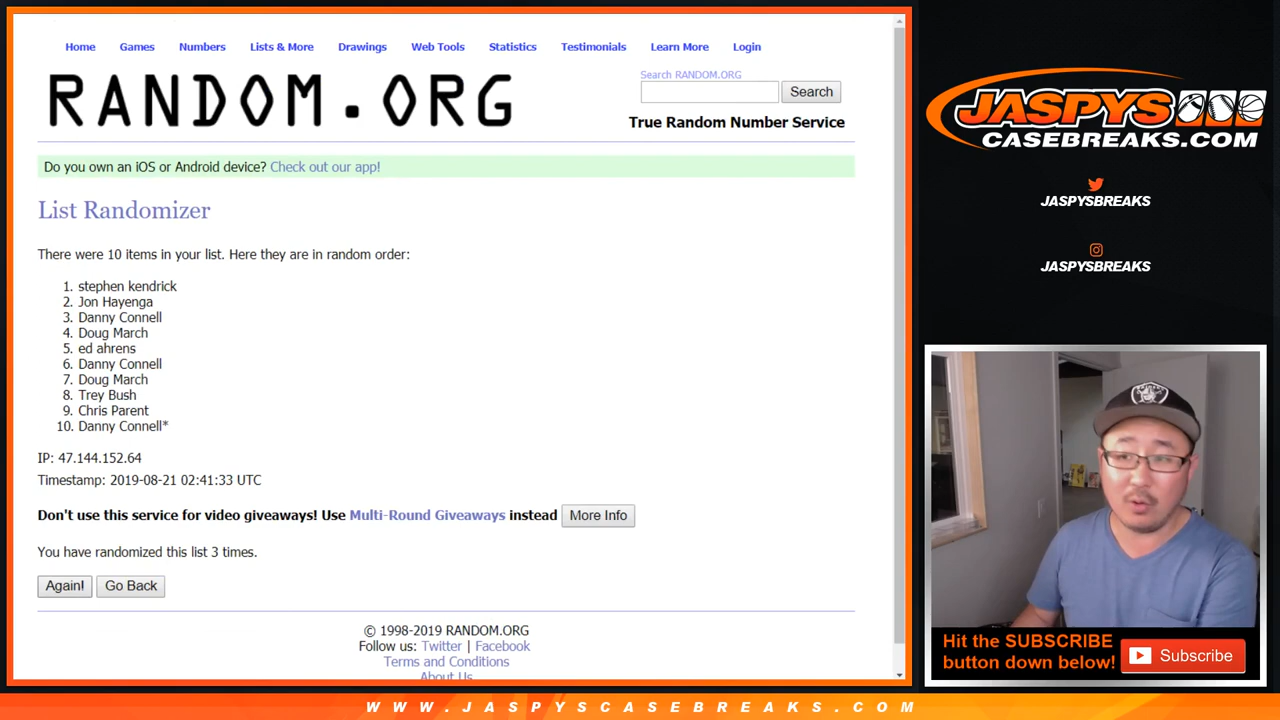 Home Games Numbers Lists & More Drawings Web Tools Statistics Testimonials Learn More Login
RANDOM.ORG
Search RANDOM.ORG
Search
True Random Number Service
Do you own an iOS or Android device? Check out our app!
List Randomizer
There were 10 items in your list. Here they are in random order:
1. stephen kendrick
2. Jon Hayenga
3. Danny Connell
4. Doug March
5. ed ahrens
6. Danny Connell
7. Doug March
8. Trey Bush
9. Chris Parent
10. Danny Connell*
IP: 47.144.152.64
Timestamp: 2019-08-21 02:41:33 UTC
Don't use this service for video giveaways! Use Multi-Round Giveaways instead More Info
You have randomized this list 3 times.
Again! Go Back
© 1998-2019 RANDOM.ORG
Follow us: Twitter | Facebook
Terms and Conditions
About Us
JASPYS
CASEBREAKS.COM
JASPYSBREAKS
JASPYSBREAKS
Hit the SUBSCRIBE
button down below!
Subscribe
WWW.JASPYSCASEBREAKS.COM